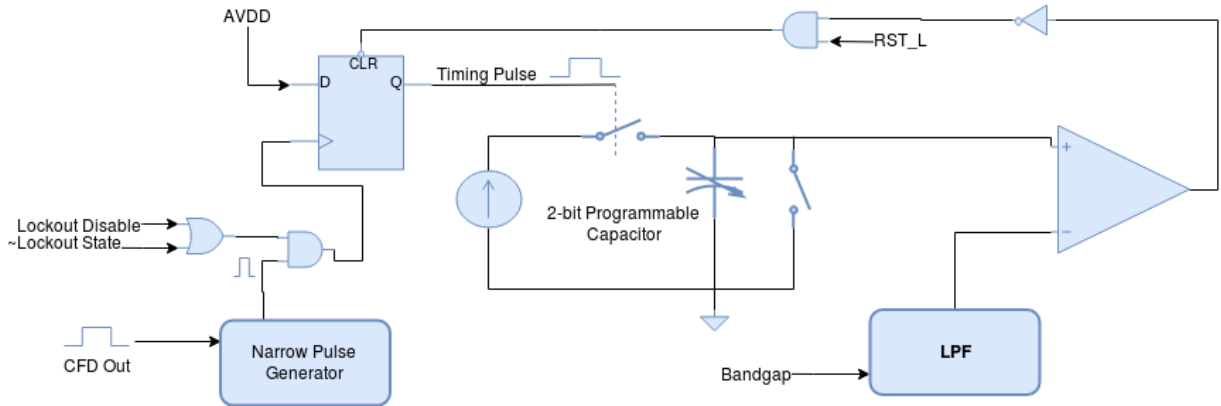 AVDD
CLR
RST_L
D
Q
Timing Pulse
+
Lockout Disable
~Lockout State
2-bit Programmable
Capacitor
−
CFD Out
Narrow Pulse
Generator
LPF
Bandgap